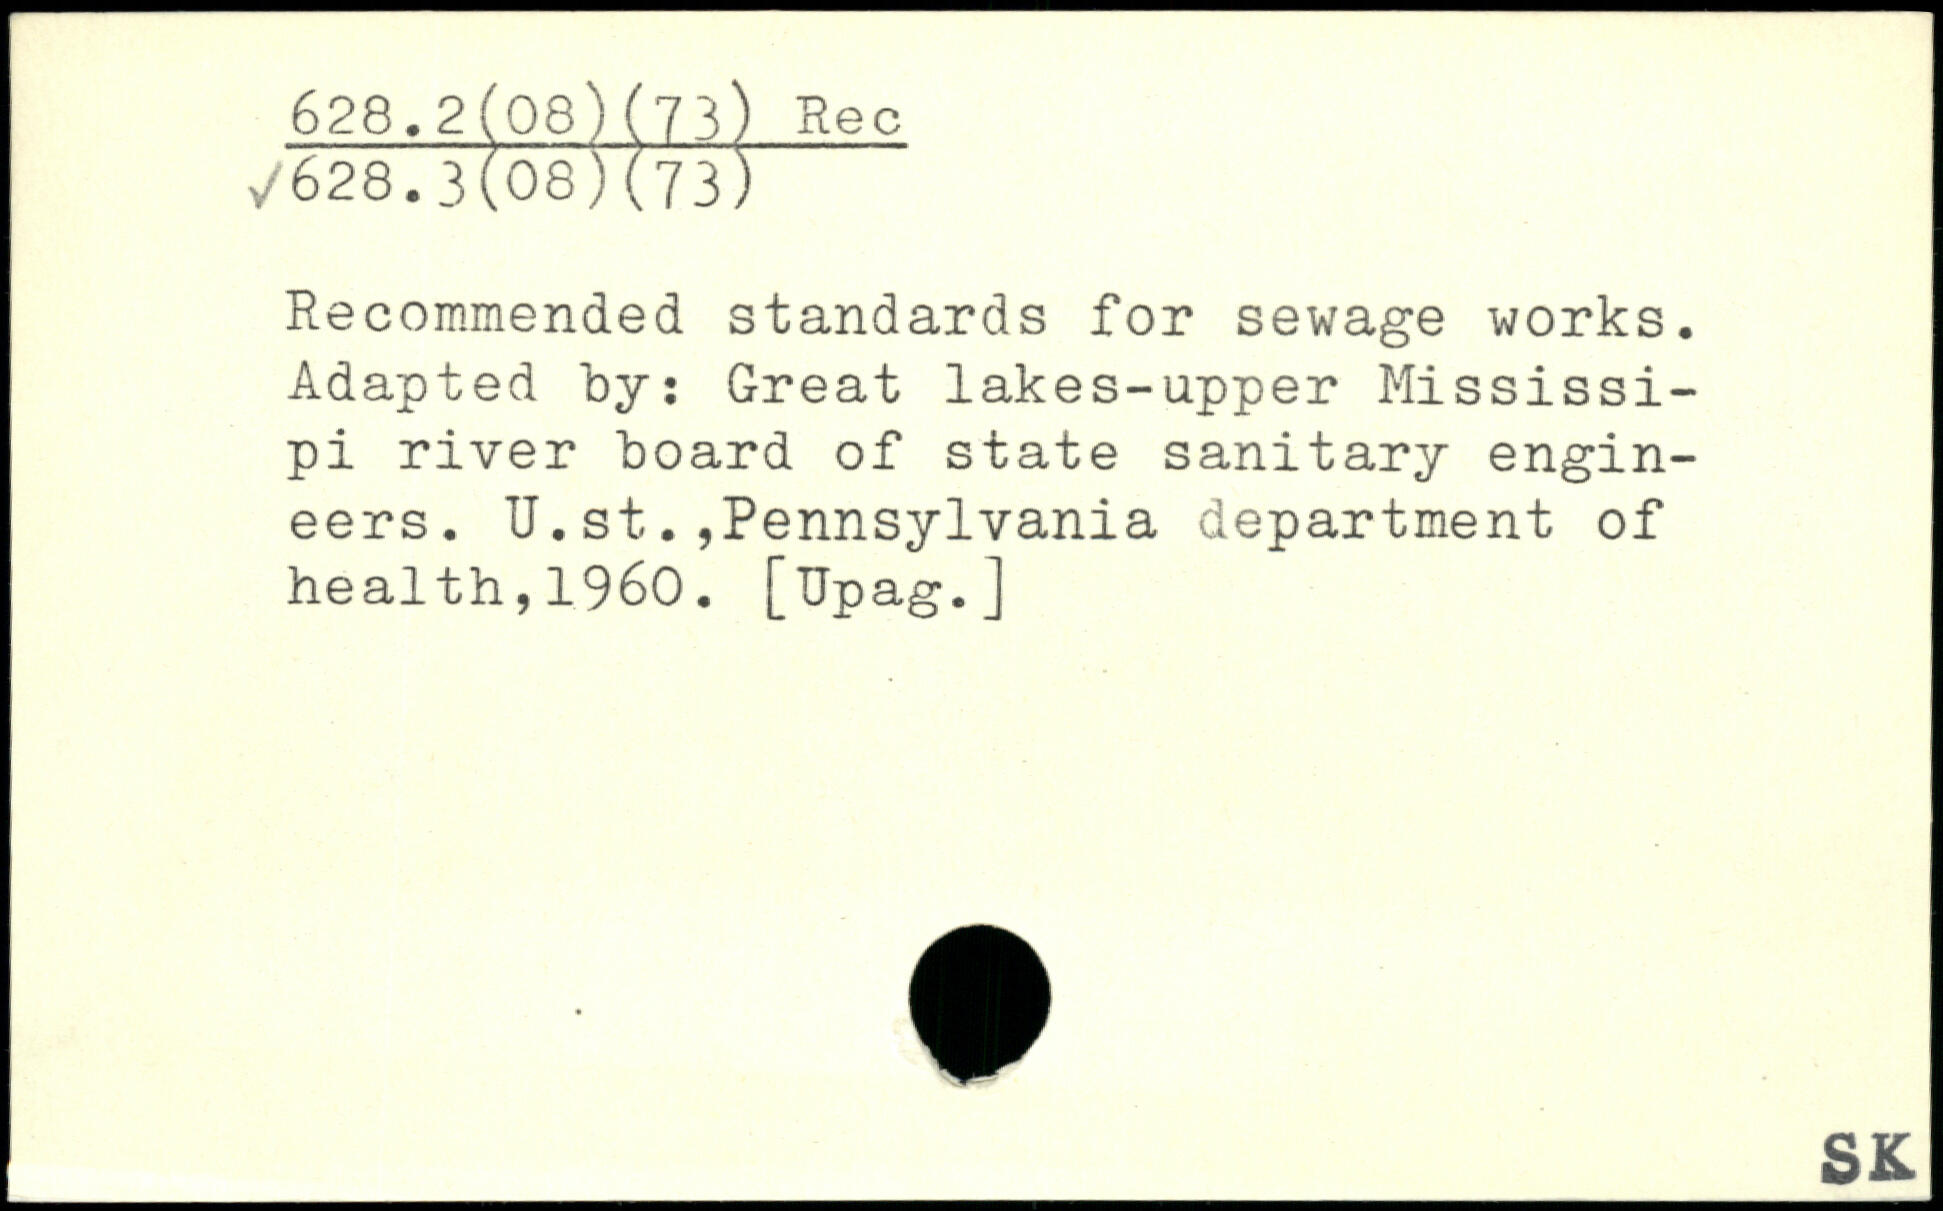 628.2(08)(73) Rec
✓628.3(08)(73)
Recommended standards for sewage works.
Adapted by: Great lakes-upper Mississi-
pi river board of state sanitary engin-
eers. U.st.,Pennsylvania department of
health,1960. [Upag.]
SK